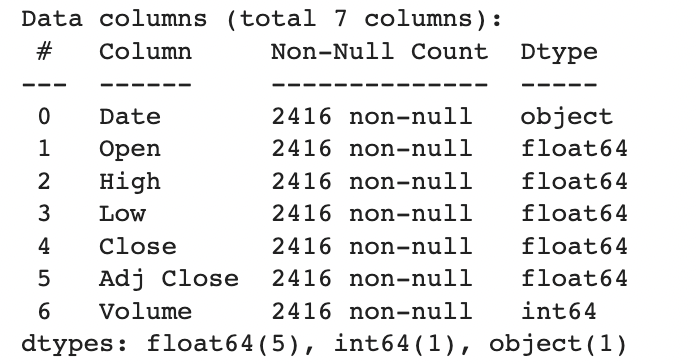 Data columns (total 7 columns):
 #   Column     Non-Null Count  Dtype
---  ------     --------------  -----
 0   Date       2416 non-null   object
 1   Open       2416 non-null   float64
 2   High       2416 non-null   float64
 3   Low        2416 non-null   float64
 4   Close      2416 non-null   float64
 5   Adj Close  2416 non-null   float64
 6   Volume     2416 non-null   int64
dtypes: float64(5), int64(1), object(1)